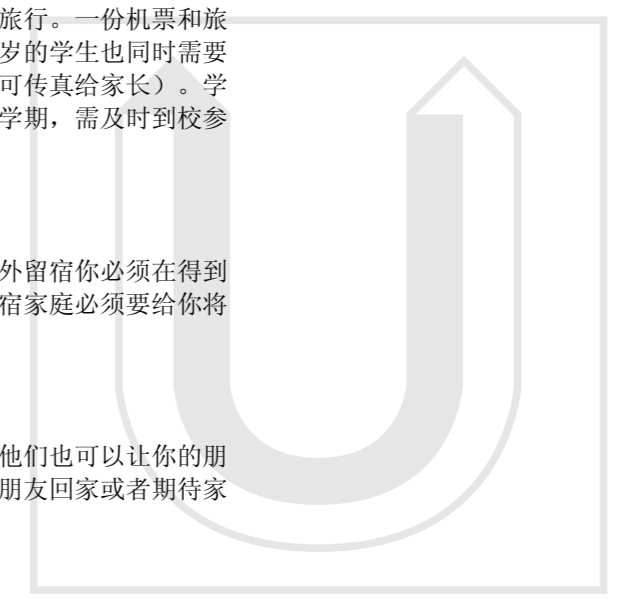 旅行。一份机票和旅
岁的学生也同时需要
可传真给家长）。学
学期，需及时到校参
外留宿你必须在得到
宿家庭必须要给你将
他们也可以让你的朋
朋友回家或者期待家